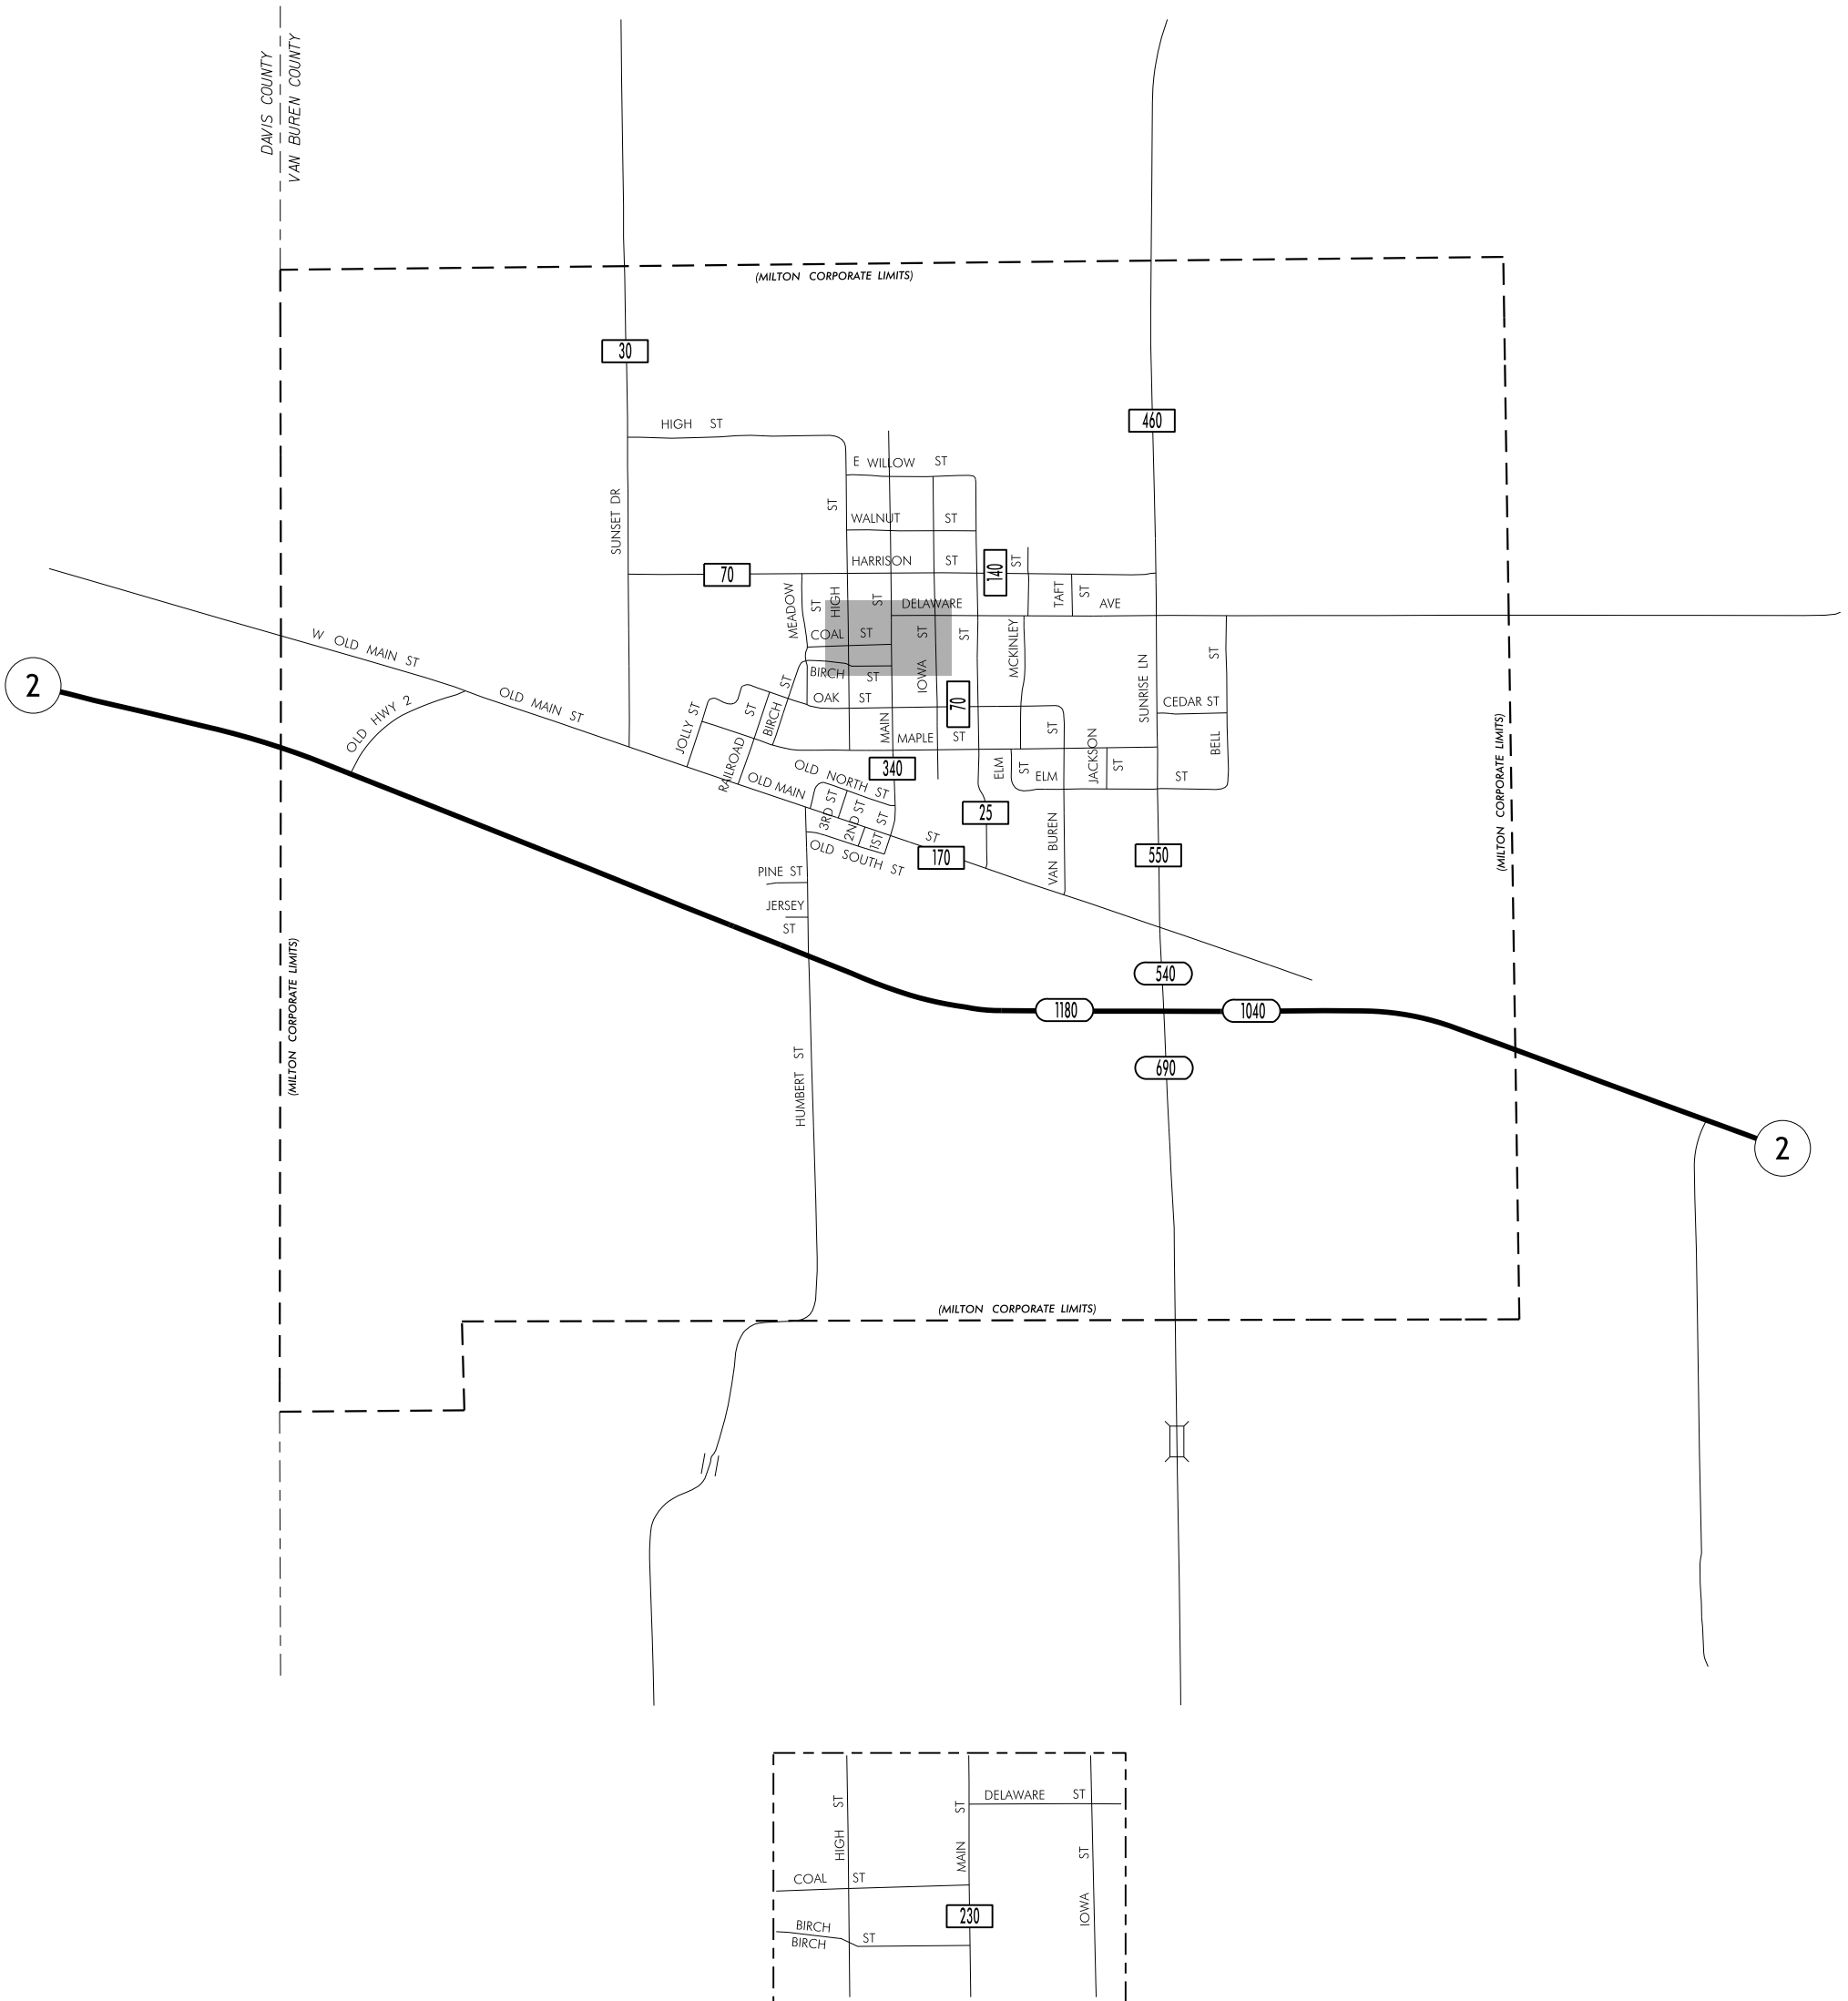 DAVIS COUNTY
VAN BUREN COUNTY
(MILTON CORPORATE LIMITS)
30
460
HIGH ST
E WILLOW ST
ST
SUNSET DR
WALNUT ST
HARRISON ST
140
ST
70
MEADOW ST
HIGH
ST
DELAWARE
TAFT ST
AVE
W OLD MAIN ST
COAL ST
ST
ST
MCKINLEY
ST
2
OLD HWY 2
OLD MAIN ST
BIRCH ST
IOWA
SUNRISE LN
CEDAR ST
OAK ST
70
JOLLY ST
ST
BIRCH ST
RAILROAD
MAIN
MAPLE ST
ST
JACKSON ST
BELL
(MILTON CORPORATE LIMITS)
340
ELM ST
ELM ST
OLD NORTH ST
OLD MAIN ST
3RD ST
2ND ST
1ST ST
25
VAN BUREN
OLD SOUTH ST
170
550
PINE ST
JERSEY ST
(MILTON CORPORATE LIMITS)
540
1180
1040
690
HUMBERT ST
2
(MILTON CORPORATE LIMITS)
HIGH ST
MAIN ST
DELAWARE ST
IOWA ST
COAL ST
230
BIRCH
BIRCH ST